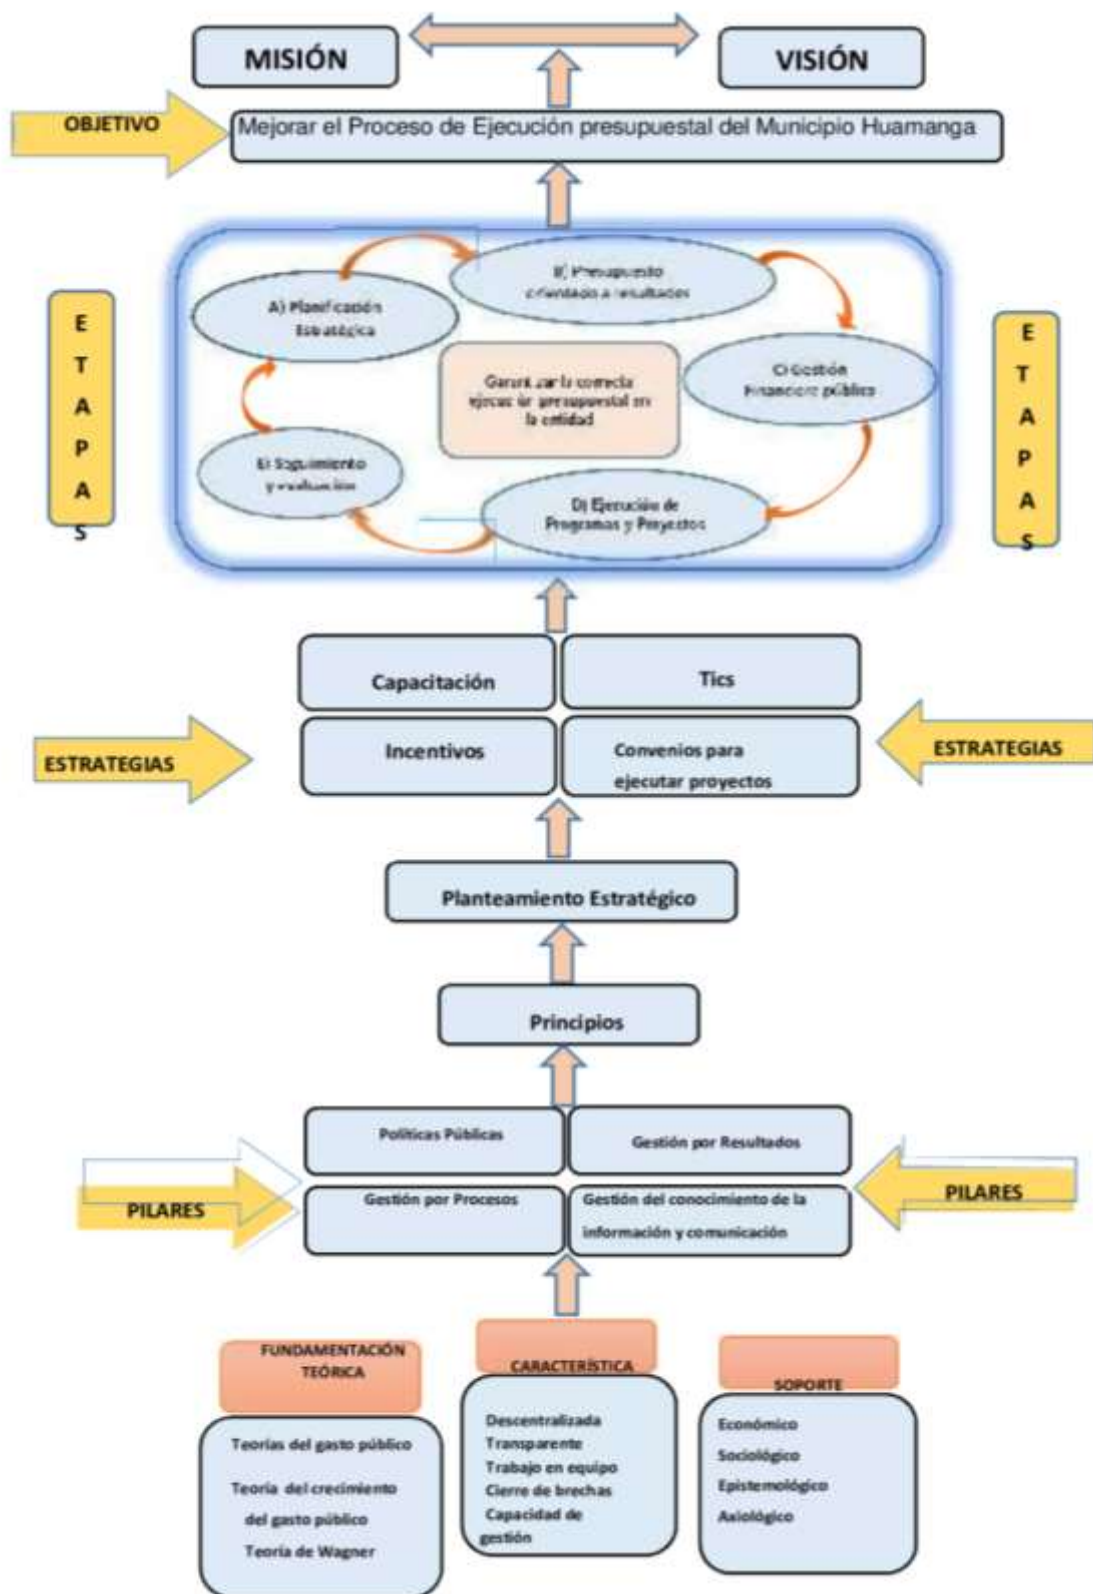 MISIÓN
VISIÓN
OBJETIVO
Mejorar el Proceso de Ejecución presupuestal del Municipio Huamanga
E
T
A
P
A
S
B) Presupuesto
orientado a resultados
A) Planificación
Estratégica
C) Gestión
Financiera pública
Garantizar la correcta
ejecución presupuestal en
la entidad
E) Seguimiento
y evaluación
D) Ejecución de
Programas y Proyectos
E
T
A
P
A
S
Capacitación
Tics
ESTRATEGIAS
Incentivos
Convenios para
ejecutar proyectos
ESTRATEGIAS
Planteamiento Estratégico
Principios
Políticas Públicas
Gestión por Resultados
PILARES
Gestión por Procesos
Gestión del conocimiento de la
información y comunicación
PILARES
FUNDAMENTACIÓN
TEÓRICA
Teorías del gasto público
Teoría del crecimiento
del gasto público
Teoría de Wagner
CARACTERÍSTICA
Descentralizada
Transparente
Trabajo en equipo
Cierre de brechas
Capacidad de
gestión
SOPORTE
Económico
Sociológico
Epistemológico
Axiológico